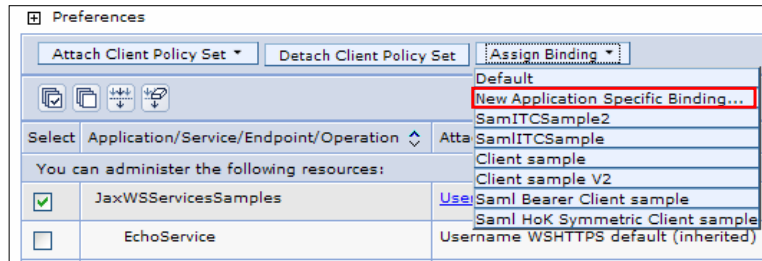 Preferences
Attach Client Policy Set Detach Client Policy Set Assign Binding
Default
New Application Specific Binding...
SamITCSample2
Select Application/Service/Endpoint/Operation Atta SamlITCSample
Client sample
You can administer the following resources:
Client sample V2
JaxWSServicesSamples User Saml Bearer Client sample
Saml HoK Symmetric Client sample
EchoService Username WSHTTPS default (inherited)